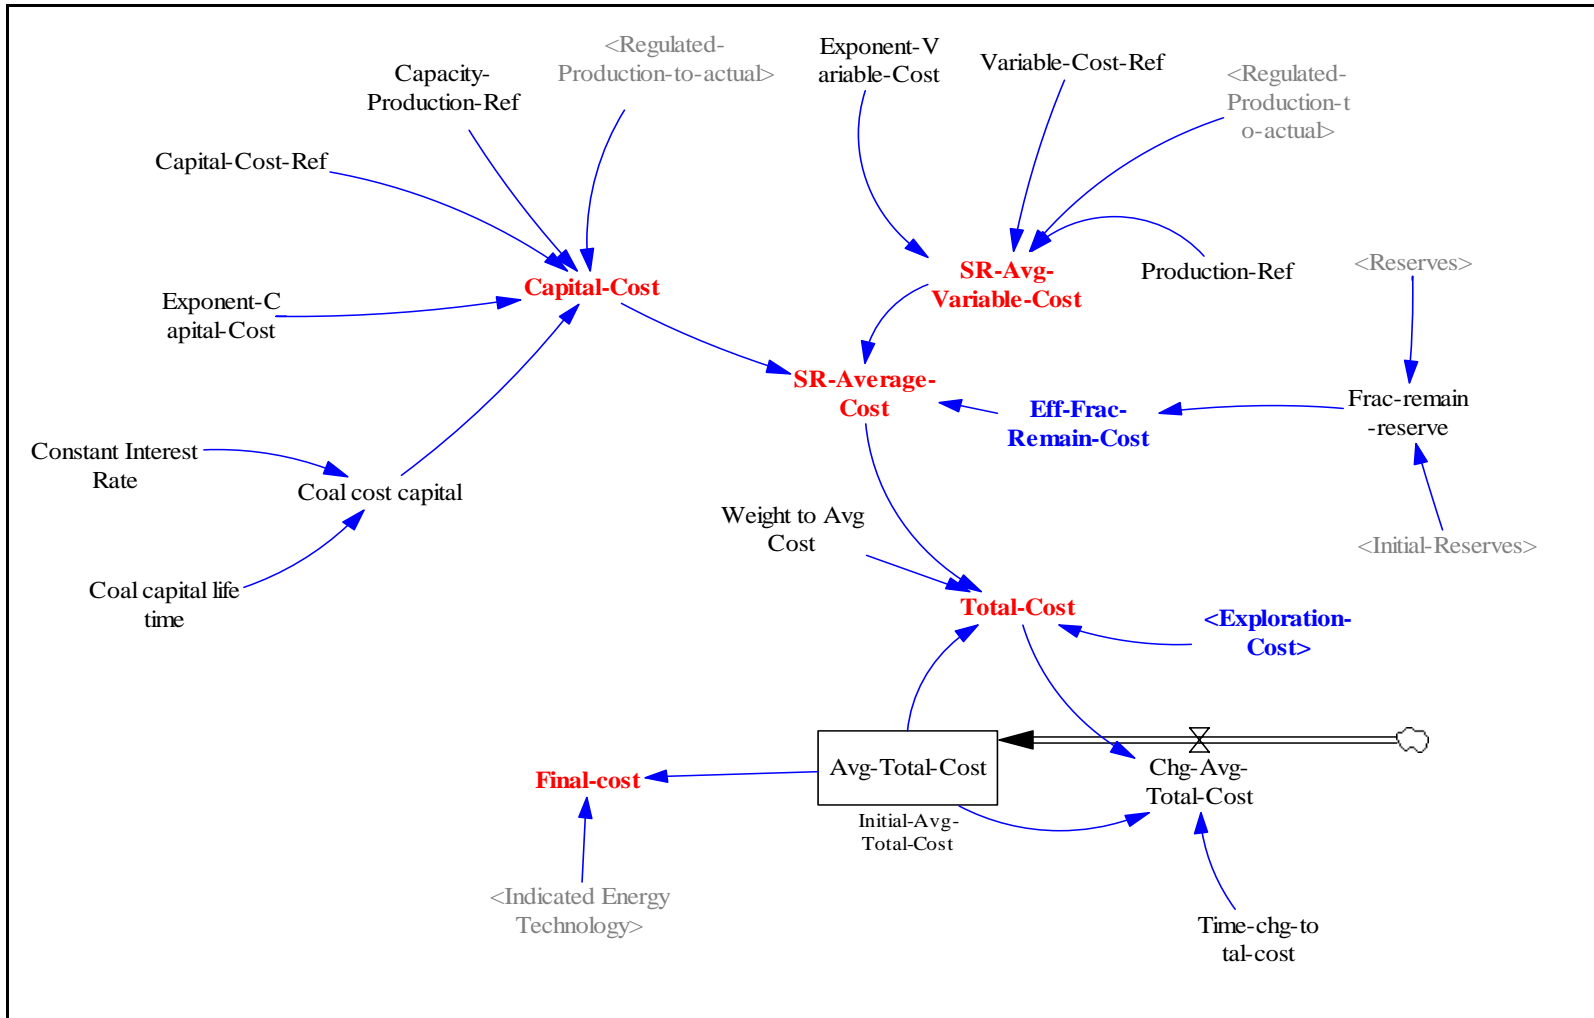 <Regulated-
Production-to-actual>
Capacity-
Production-Ref
Exponent-V
ariable-Cost
Variable-Cost-Ref
<Regulated-
Production-t
o-actual>
Capital-Cost-Ref
Capital-Cost
Exponent-C
apital-Cost
SR-Avg-
Variable-Cost
Production-Ref
<Reserves>
SR-Average-
Cost
Eff-Frac-
Remain-Cost
Frac-remain
-reserve
Constant Interest
Rate
Coal cost capital
Weight to Avg
Cost
<Initial-Reserves>
Coal capital life
time
Total-Cost
<Exploration-
Cost>
Final-cost
Avg-Total-Cost
Chg-Avg-
Total-Cost
Initial-Avg-
Total-Cost
<Indicated Energy
Technology>
Time-chg-to
tal-cost